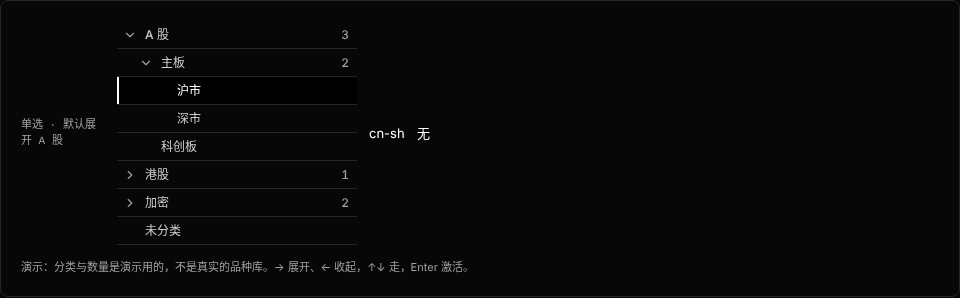 A 股 3
主板 2
沪市
深市
单选 · 默认展
开 A 股
cn-sh 无
科创板
港股 1
加密 2
未分类
演示：分类与数量是演示用的，不是真实的品种库。→ 展开、← 收起，↑↓ 走，Enter 激活。